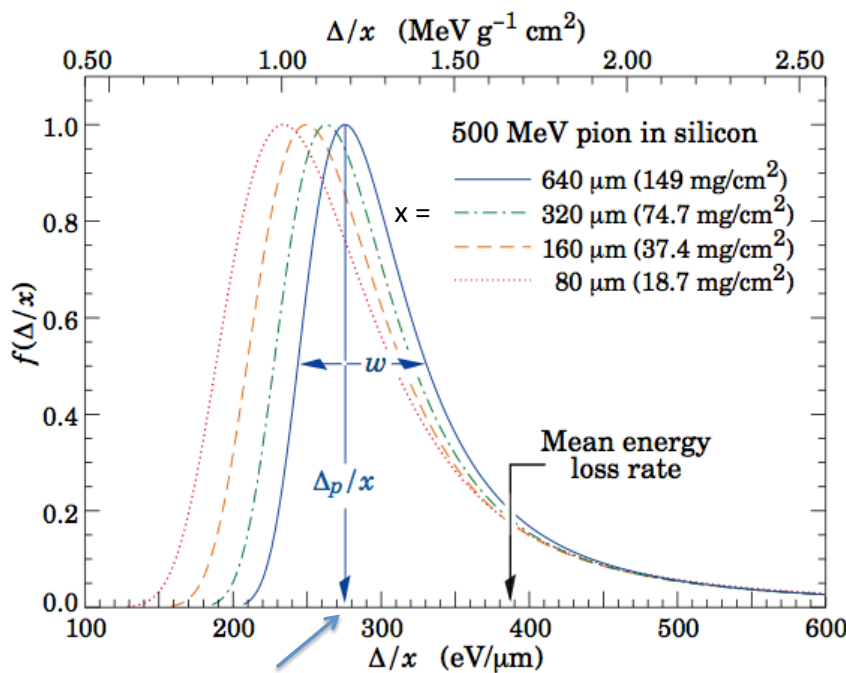 Δ/x (MeV g⁻¹ cm²)
0.50 1.00 1.50 2.00 2.50
1.0
0.8
0.6
0.4
0.2
0.0
f(Δ/x)
500 MeV pion in silicon
x =
640 μm (149 mg/cm²)
320 μm (74.7 mg/cm²)
160 μm (37.4 mg/cm²)
80 μm (18.7 mg/cm²)
w
Δₚ/x
Mean energy
loss rate
100 200 300 400 500 600
Δ/x (eV/μm)